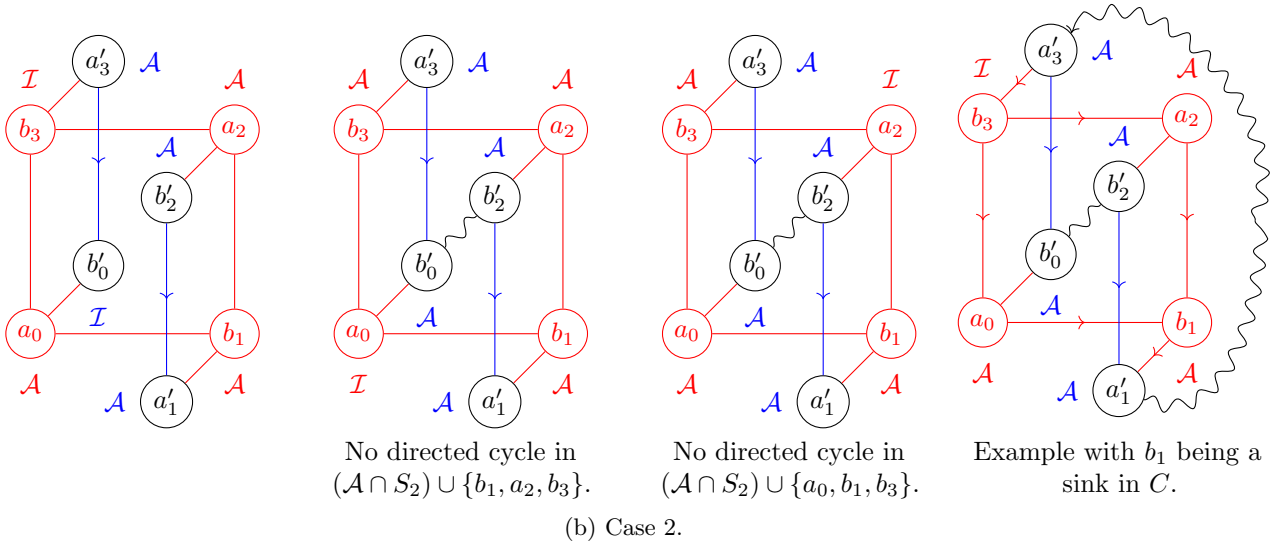 a′₃ 𝒜
ℐ 𝒜
b₃ a₂
𝒜
b′₂
b′₀
ℐ
a₀ b₁
𝒜 𝒜
𝒜 a′₁
a′₃ 𝒜
𝒜 𝒜
b₃ a₂
𝒜
b′₂
b′₀
𝒜
a₀ b₁
ℐ 𝒜
𝒜 a′₁
No directed cycle in
(𝒜 ∩ S₂) ∪ {b₁, a₂, b₃}.
a′₃ 𝒜
𝒜 ℐ
b₃ a₂
𝒜
b′₂
b′₀
𝒜
a₀ b₁
𝒜 𝒜
𝒜 a′₁
No directed cycle in
(𝒜 ∩ S₂) ∪ {a₀, b₁, b₃}.
a′₃ 𝒜
ℐ 𝒜
b₃ a₂
𝒜
b′₂
b′₀
𝒜
a₀ b₁
𝒜 𝒜
𝒜 a′₁
Example with b₁ being a
sink in C.
(b) Case 2.